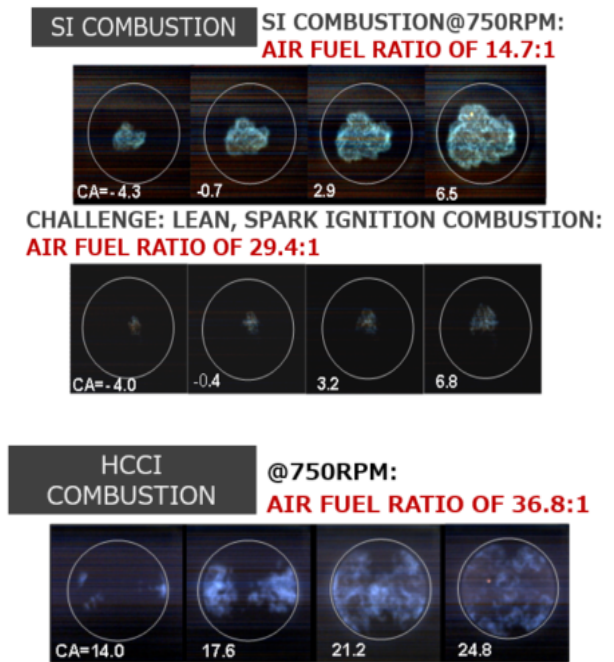 SI COMBUSTION
SI COMBUSTION@750RPM:
AIR FUEL RATIO OF 14.7:1
CA=-4.3
-0.7
2.9
6.5
CHALLENGE: LEAN, SPARK IGNITION COMBUSTION:
AIR FUEL RATIO OF 29.4:1
CA=-4.0
-0.4
3.2
6.8
HCCI
COMBUSTION
@750RPM:
AIR FUEL RATIO OF 36.8:1
CA=14.0
17.6
21.2
24.8